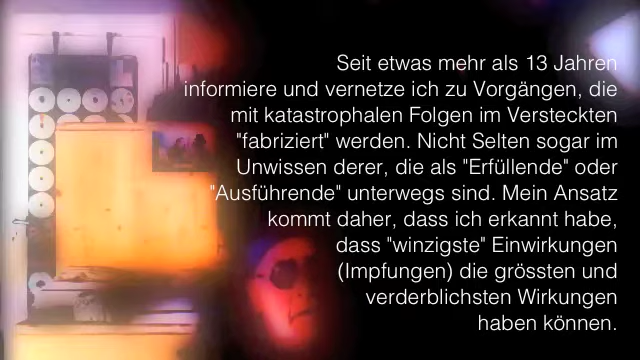 Seit etwas mehr als 13 Jahren
informiere und vernetze ich zu Vorgängen, die
mit katastrophalen Folgen im Versteckten
"fabriziert" werden. Nicht Selten sogar im
Unwissen derer, die als "Erfüllende" oder
"Ausführende" unterwegs sind. Mein Ansatz
kommt daher, dass ich erkannt habe,
dass "winzigste" Einwirkungen
(Impfungen) die grössten und
verderblichsten Wirkungen
haben können.